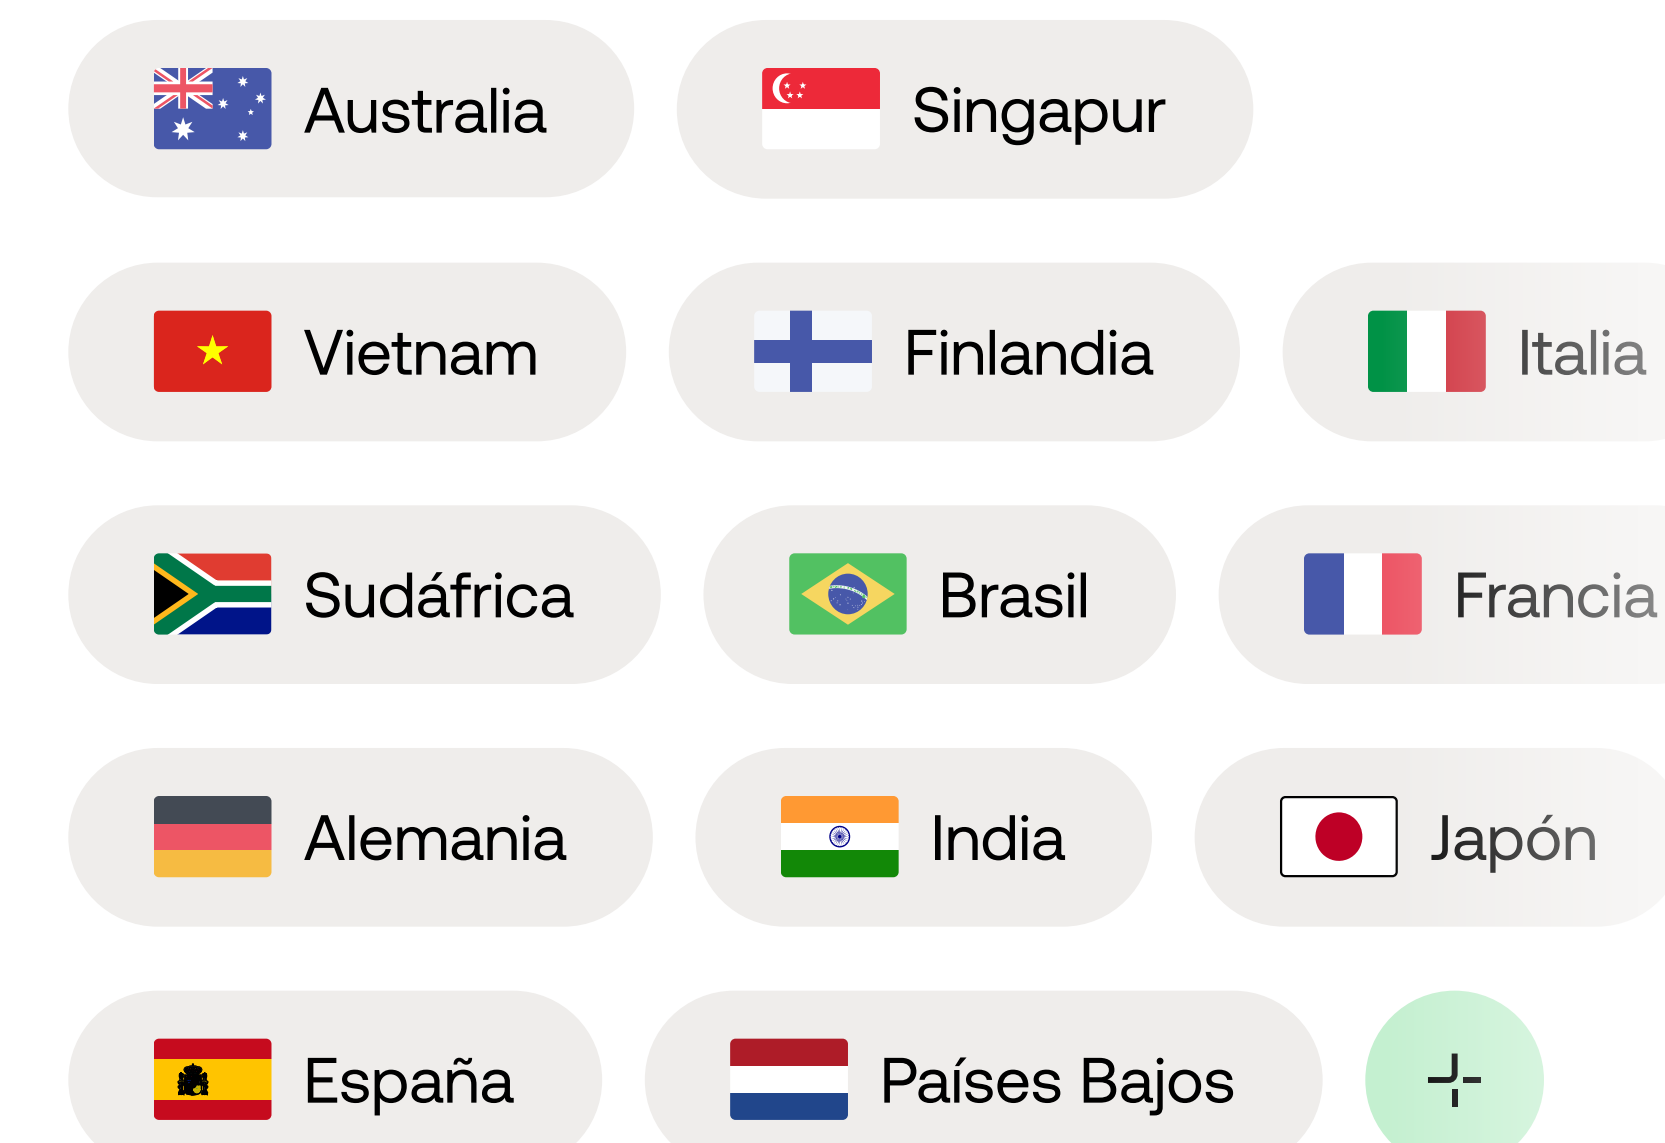 Australia Singapur
Vietnam Finlandia Italia
Sudáfrica Brasil Francia
Alemania India Japón
España Países Bajos